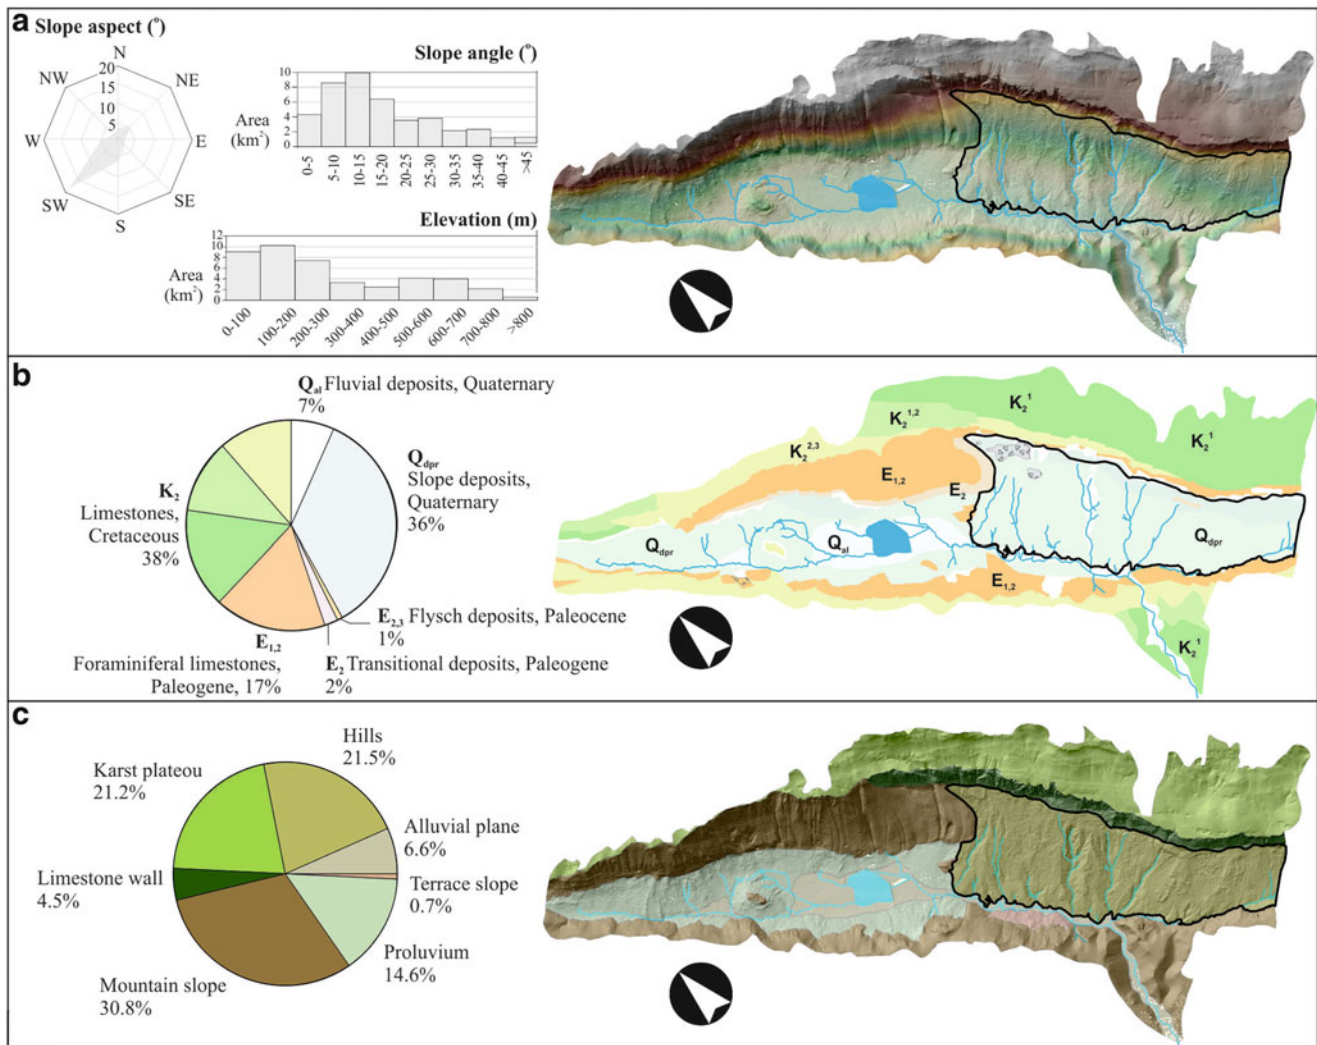 a
Slope aspect (°)
N
NE
E
SE
S
SW
W
NW
20
15
10
5
Slope angle (°)
Area
(km²)
10
8
6
4
2
0
0-5
5-10
10-15
15-20
20-25
25-30
30-35
35-40
40-45
>45
Elevation (m)
Area
(km²)
12
10
8
6
4
2
0
0-100
100-200
200-300
300-400
400-500
500-600
600-700
700-800
>800
b
Qal Fluvial deposits, Quaternary
7%
Qdpr
Slope deposits,
Quaternary
36%
E2,3 Flysch deposits, Paleocene
1%
E2 Transitional deposits, Paleogene
2%
E1,2
Foraminiferal limestones,
Paleogene, 17%
K2
Limestones,
Cretaceous
38%
K2 1
K2 1,2
K2 1
K2 2,3
E1,2
E2
Qdpr
Qal
Qdpr
E1,2
K2 1
c
Hills
21.5%
Karst plateou
21.2%
Alluvial plane
6.6%
Limestone wall
4.5%
Terrace slope
0.7%
Proluvium
14.6%
Mountain slope
30.8%